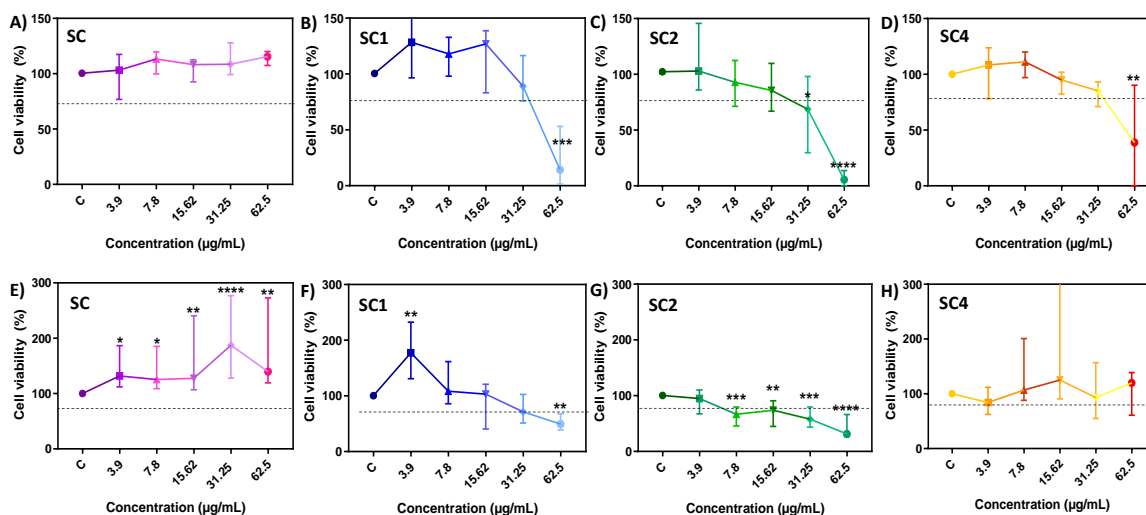 A) SC
Cell viability (%)
150
100
50
0
C 3.9 7.8 15.62 31.25 62.5
Concentration (µg/mL)
B) SC1
Cell viability (%)
150
100
50
0
***
C 3.9 7.8 15.62 31.25 62.5
Concentration (µg/mL)
C) SC2
Cell viability (%)
150
100
50
0
*
****
C 3.9 7.8 15.62 31.25 62.5
Concentration (µg/mL)
D) SC4
Cell viability (%)
150
100
50
0
**
C 3.9 7.8 15.62 31.25 62.5
Concentration (µg/mL)
E) SC
Cell viability (%)
300
200
100
0
* * ** **** **
C 3.9 7.8 15.62 31.25 62.5
Concentration (µg/mL)
F) SC1
Cell viability (%)
300
200
100
0
**
**
C 3.9 7.8 15.62 31.25 62.5
Concentration (µg/mL)
G) SC2
Cell viability (%)
300
200
100
0
*** ** *** ****
C 3.9 7.8 15.62 31.25 62.5
Concentration (µg/mL)
H) SC4
Cell viability (%)
300
200
100
0
C 3.9 7.8 15.62 31.25 62.5
Concentration (µg/mL)